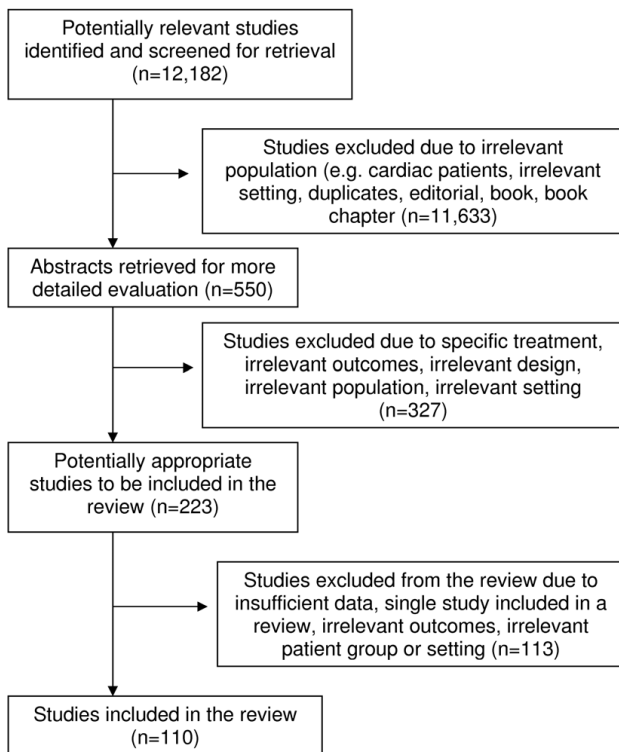 Potentially relevant studies
identified and screened for retrieval
(n=12,182)
Studies excluded due to irrelevant
population (e.g. cardiac patients, irrelevant
setting, duplicates, editorial, book, book
chapter (n=11,633)
Abstracts retrieved for more
detailed evaluation (n=550)
Studies excluded due to specific treatment,
irrelevant outcomes, irrelevant design,
irrelevant population, irrelevant setting
(n=327)
Potentially appropriate
studies to be included in the
review (n=223)
Studies excluded from the review due to
insufficient data, single study included in a
review, irrelevant outcomes, irrelevant
patient group or setting (n=113)
Studies included in the review
(n=110)